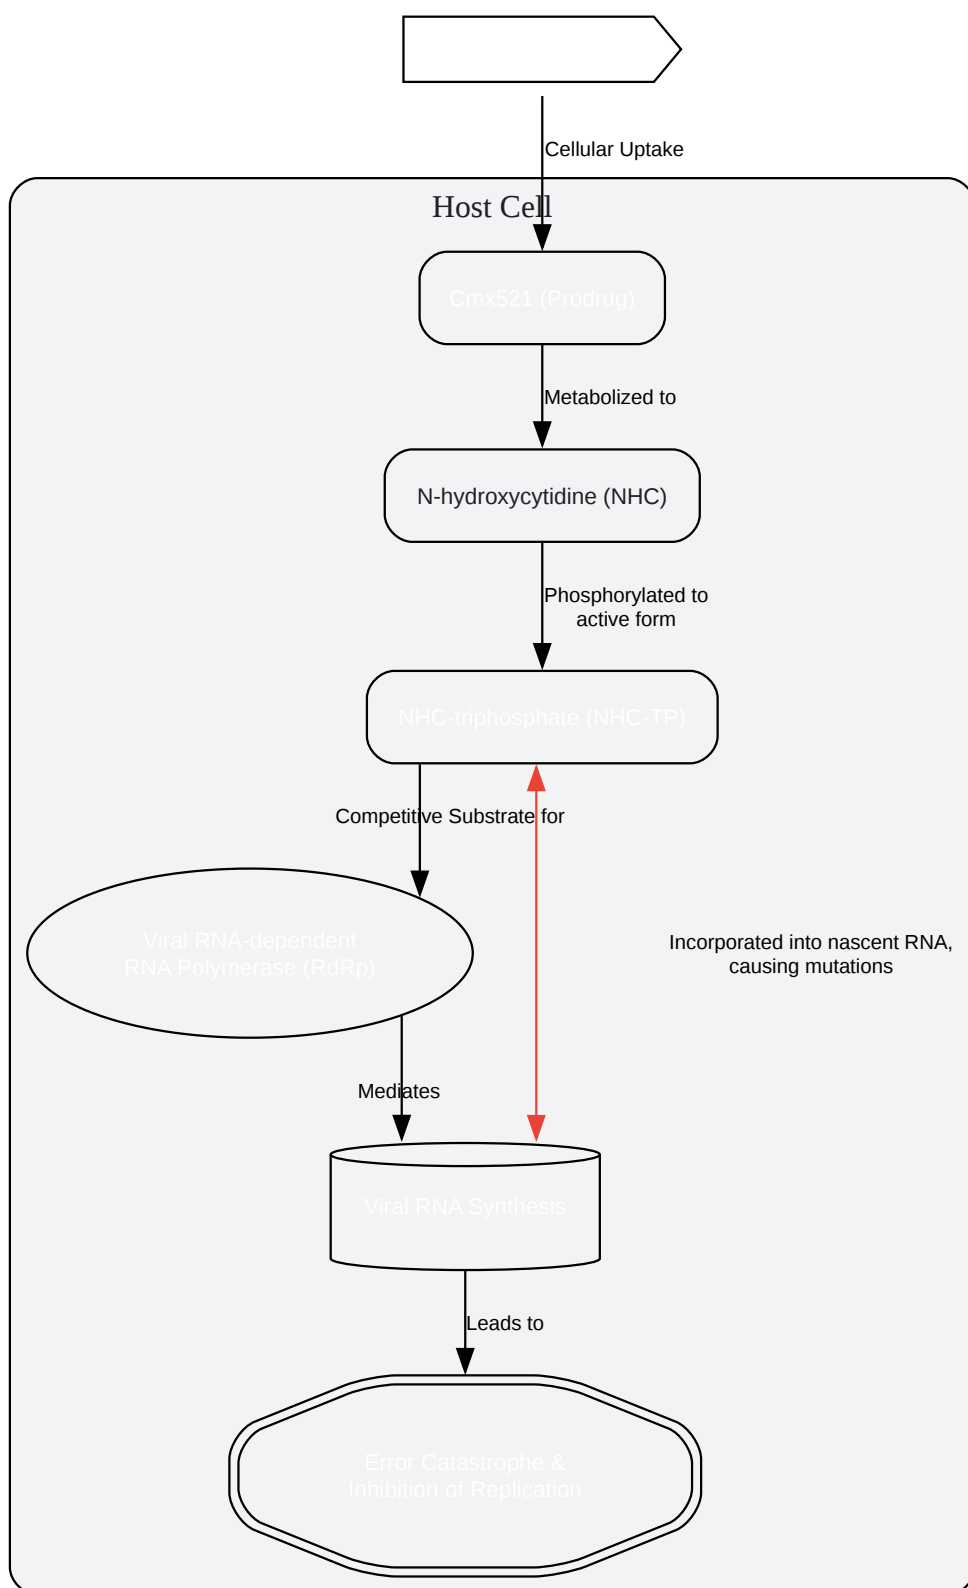 Cellular Uptake
Host Cell
Cmx521 (Prodrug)
Metabolized to
N-hydroxycytidine (NHC)
Phosphorylated to
active form
NHC-triphosphate (NHC-TP)
Competitive Substrate for
Viral RNA-dependent
RNA Polymerase (RdRp)
Incorporated into nascent RNA,
causing mutations
Mediates
Viral RNA Synthesis
Leads to
Error Catastrophe &
Inhibition of Replication